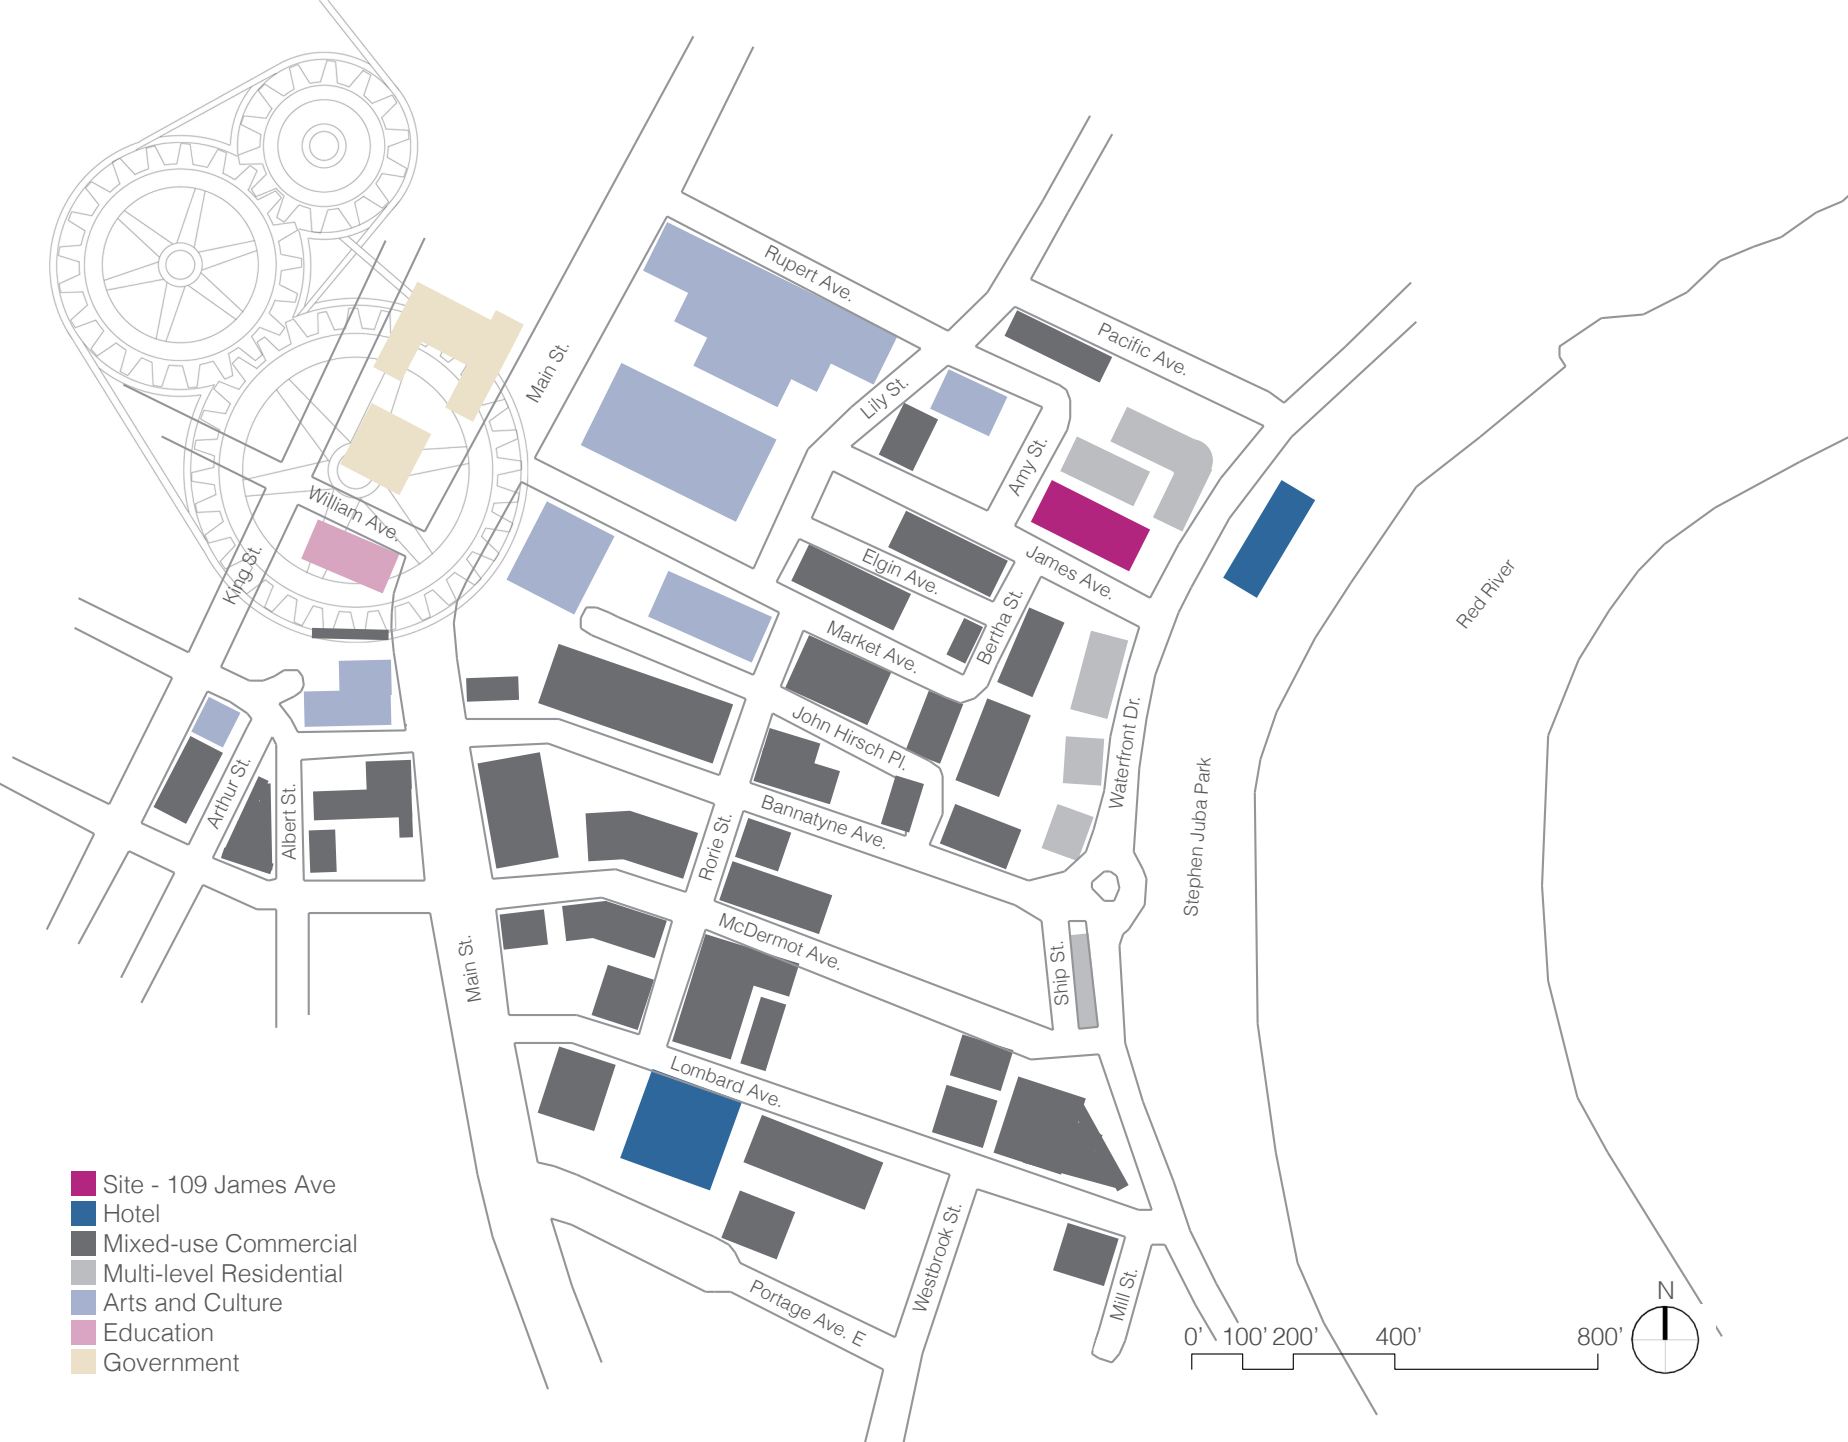 Rupert Ave.
Pacific Ave.
Main St.
Lily St.
Amy St.
William Ave.
King St.
Elgin Ave.
James Ave.
Red River
Bertha St.
Market Ave.
John Hirsch Pl.
Waterfront Dr.
Arthur St.
Albert St.
Bannatyne Ave.
Rorie St.
Stephen Juba Park
McDermot Ave.
Main St.
Ship St.
Lombard Ave.
Westbrook St.
Mill St.
Portage Ave. E
Site - 109 James Ave
Hotel
Mixed-use Commercial
Multi-level Residential
Arts and Culture
Education
Government
N
0' 100' 200' 400' 800'